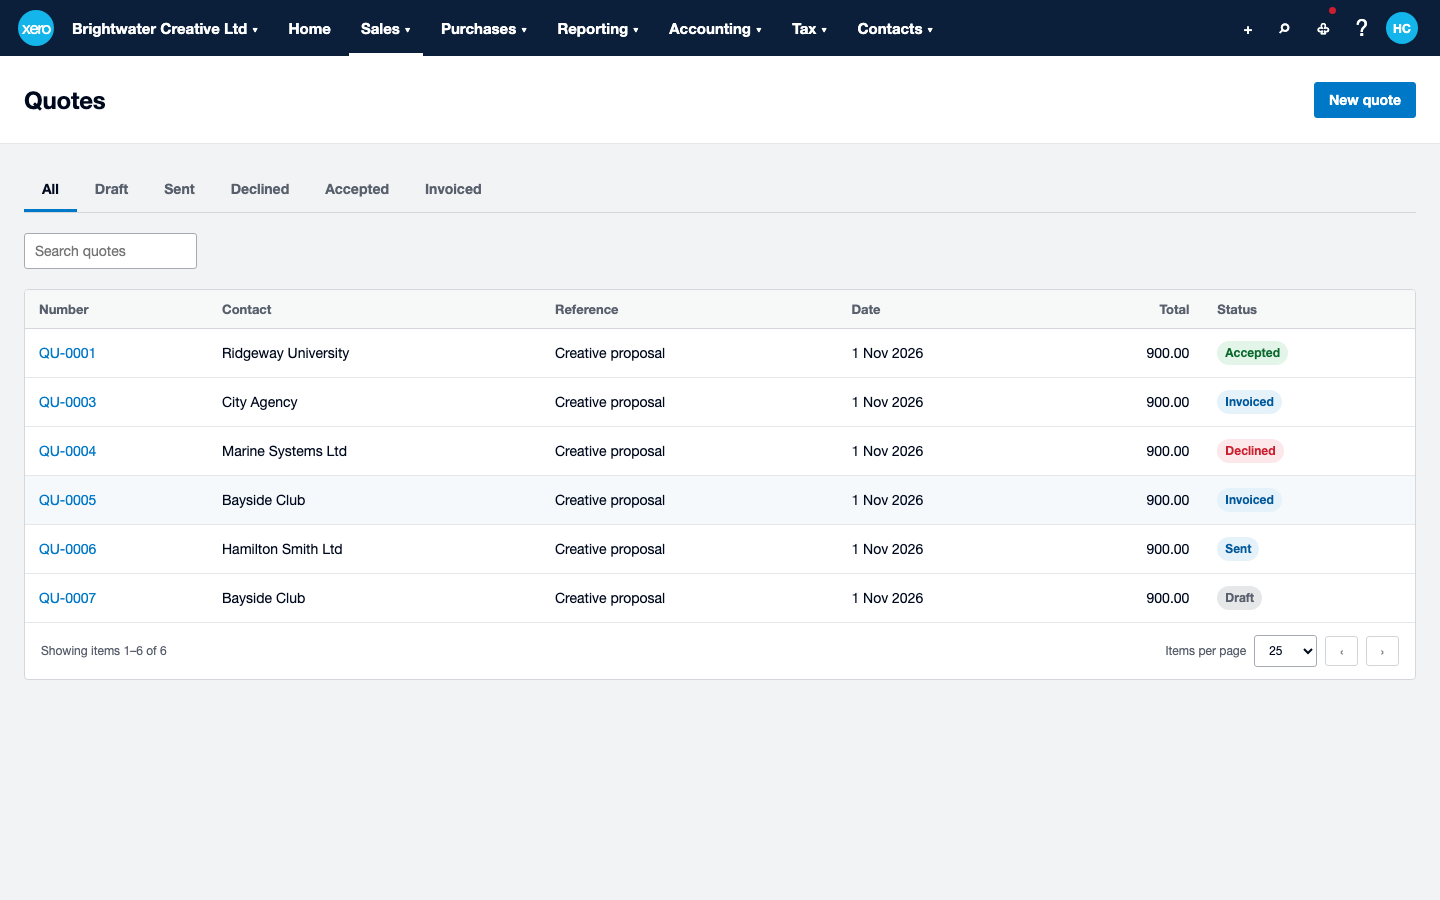 xero Brightwater Creative Ltd ▾ Home Sales ▾ Purchases ▾ Reporting ▾ Accounting ▾ Tax ▾ Contacts ▾ + ? HC
Quotes New quote
All Draft Sent Declined Accepted Invoiced
Search quotes
Number Contact Reference Date Total Status
QU-0001 Ridgeway University Creative proposal 1 Nov 2026 900.00 Accepted
QU-0003 City Agency Creative proposal 1 Nov 2026 900.00 Invoiced
QU-0004 Marine Systems Ltd Creative proposal 1 Nov 2026 900.00 Declined
QU-0005 Bayside Club Creative proposal 1 Nov 2026 900.00 Invoiced
QU-0006 Hamilton Smith Ltd Creative proposal 1 Nov 2026 900.00 Sent
QU-0007 Bayside Club Creative proposal 1 Nov 2026 900.00 Draft
Showing items 1–6 of 6 Items per page 25 ‹ ›